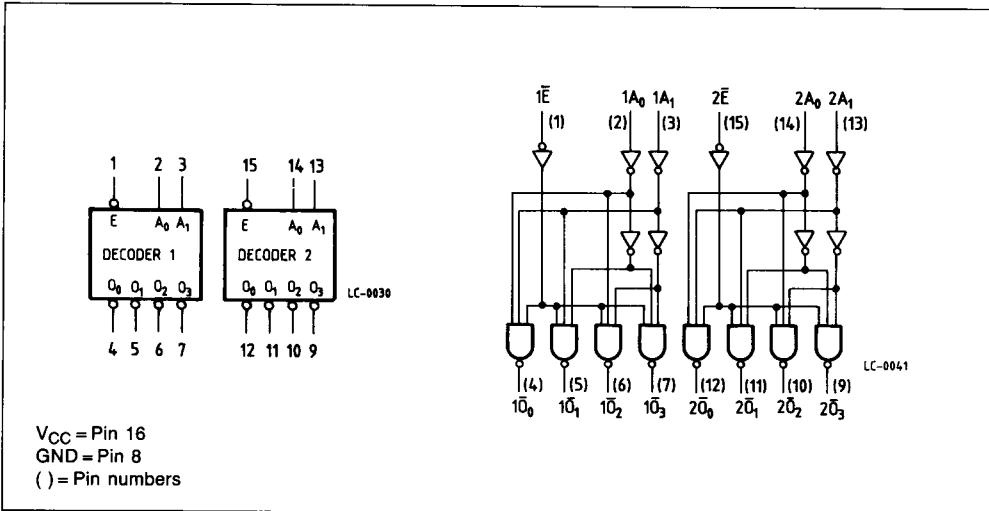 1Ē 1A₀ 1A₁ 2Ē 2A₀ 2A₁
(1) (2) (3) (15) (14) (13)
1 2 3 15 14 13
E A₀ A₁ E A₀ A₁
DECODER 1 DECODER 2
O₀ O₁ O₂ O₃ O₀ O₁ O₂ O₃ LC-0030
4 5 6 7 12 11 10 9
LC-0041
(4) (5) (6) (7) (12) (11) (10) (9)
1Ō₀ 1Ō₁ 1Ō₂ 1Ō₃ 2Ō₀ 2Ō₁ 2Ō₂ 2Ō₃
VCC = Pin 16
GND = Pin 8
( ) = Pin numbers